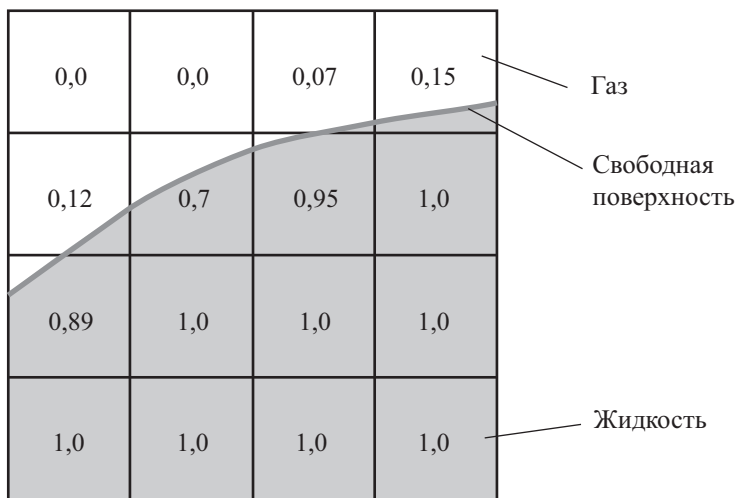 0,0 0,0 0,07 0,15
Газ
0,12 0,7 0,95 1,0
Свободная
поверхность
0,89 1,0 1,0 1,0
1,0 1,0 1,0 1,0
Жидкость